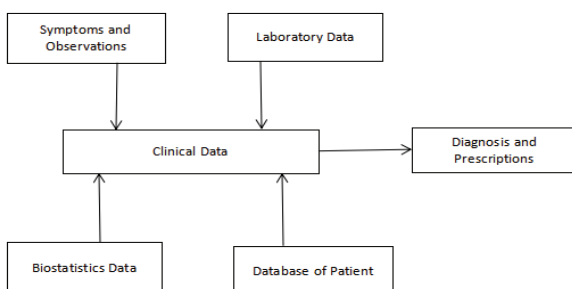 Symptoms and
Observations
Laboratory Data
Clinical Data
Diagnosis and
Prescriptions
Biostatistics Data
Database of Patient